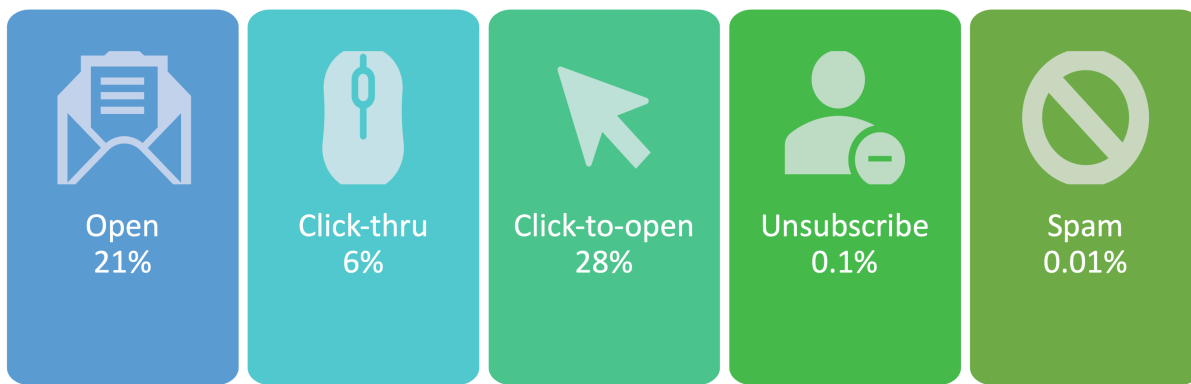 Open
21%
Click-thru
6%
Click-to-open
28%
Unsubscribe
0.1%
Spam
0.01%